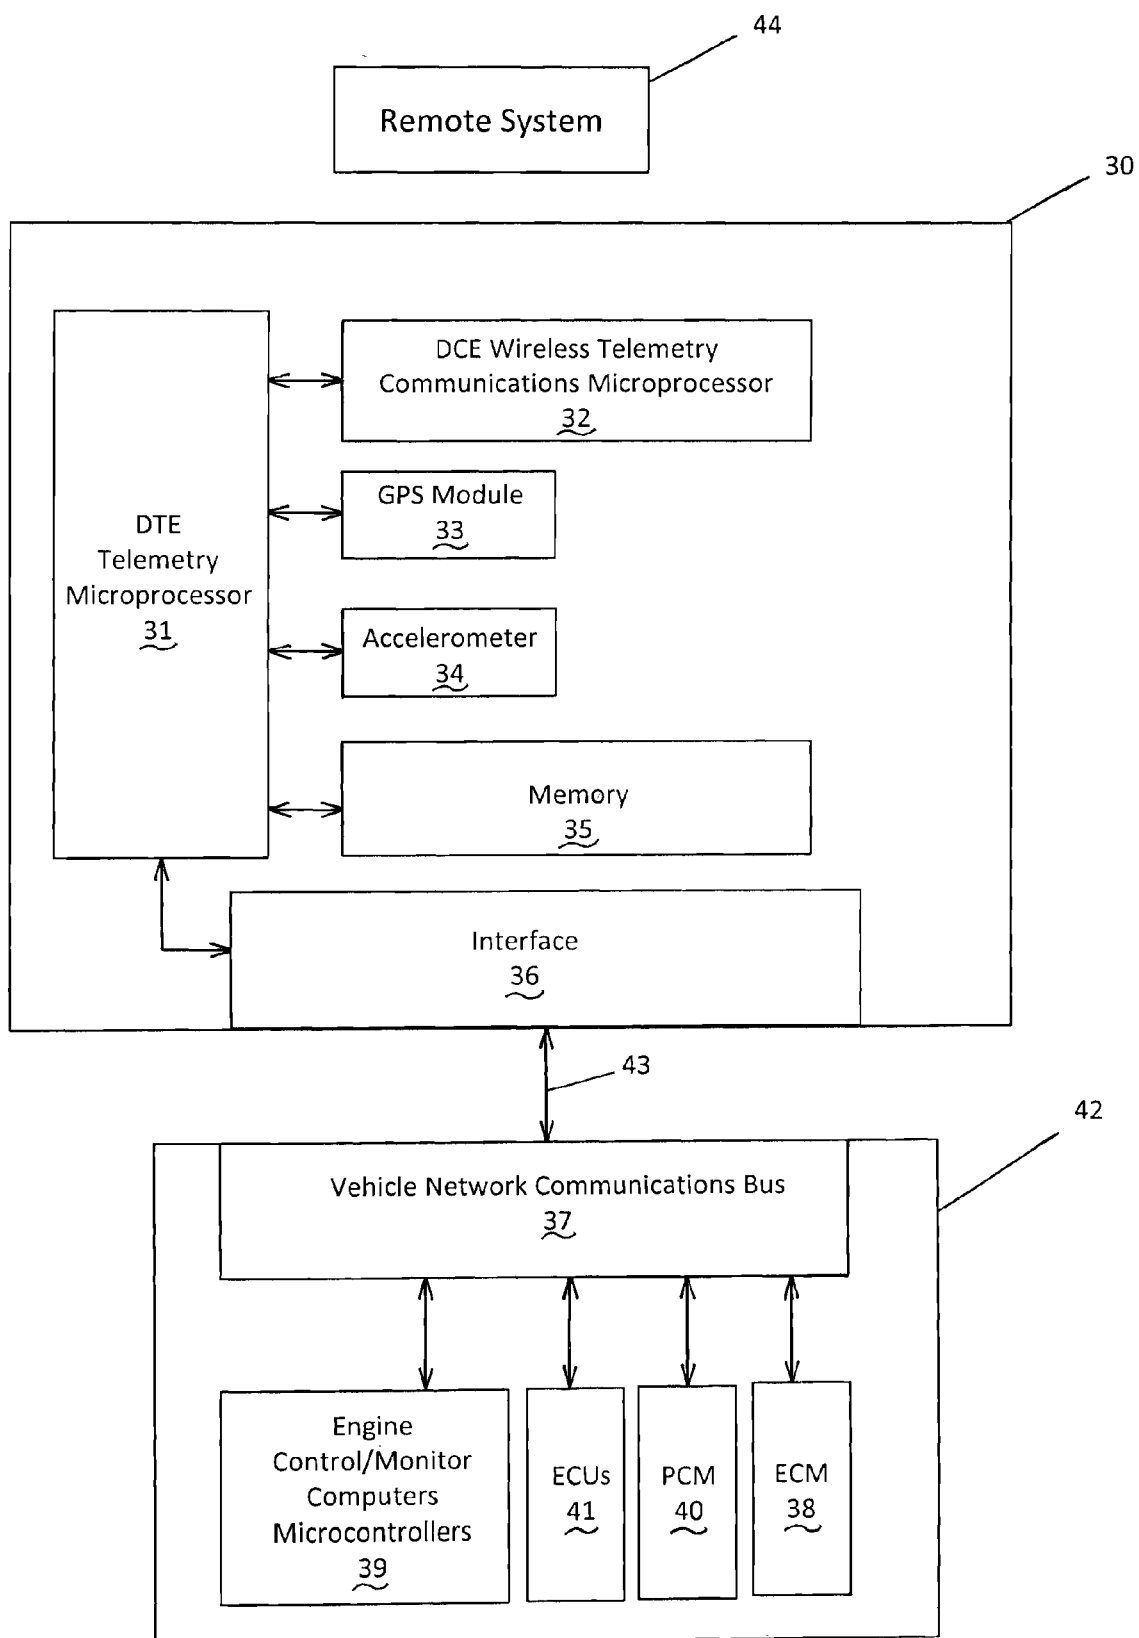 44
Remote System
30
DCE Wireless Telemetry
Communications Microprocessor
32
GPS Module
33
DTE
Telemetry
Microprocessor
31
Accelerometer
34
Memory
35
Interface
36
43
42
Vehicle Network Communications Bus
37
Engine
Control/Monitor
Computers
Microcontrollers
39
ECUs
41
PCM
40
ECM
38